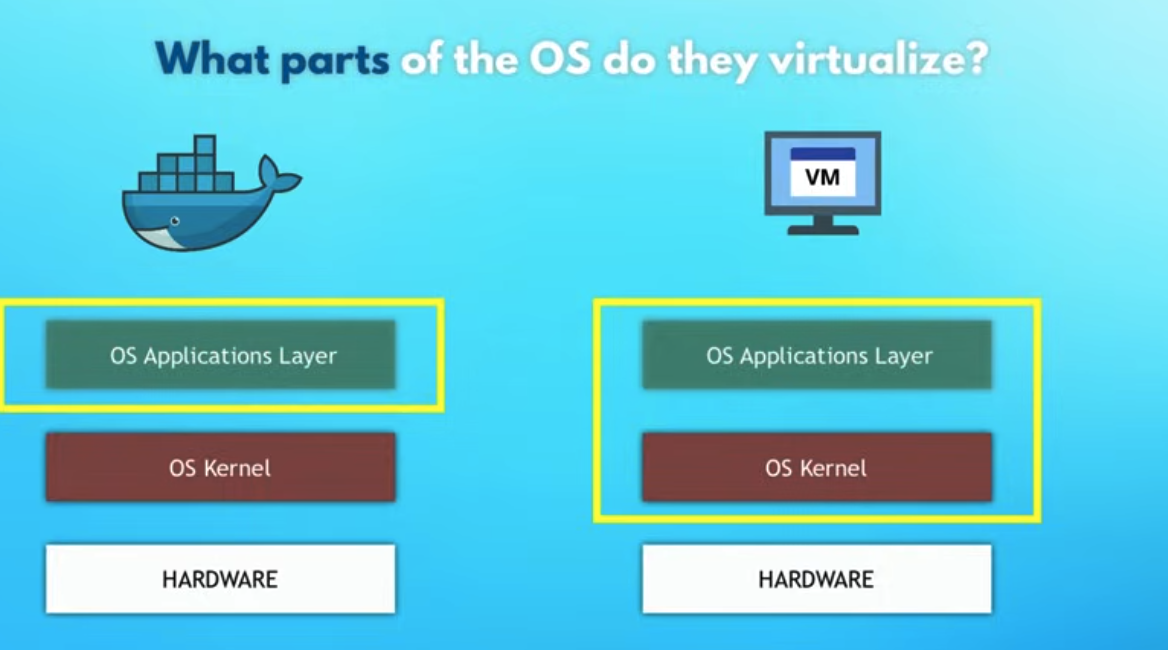 What parts of the OS do they virtualize?
VM
OS Applications Layer
OS Kernel
HARDWARE
OS Applications Layer
OS Kernel
HARDWARE